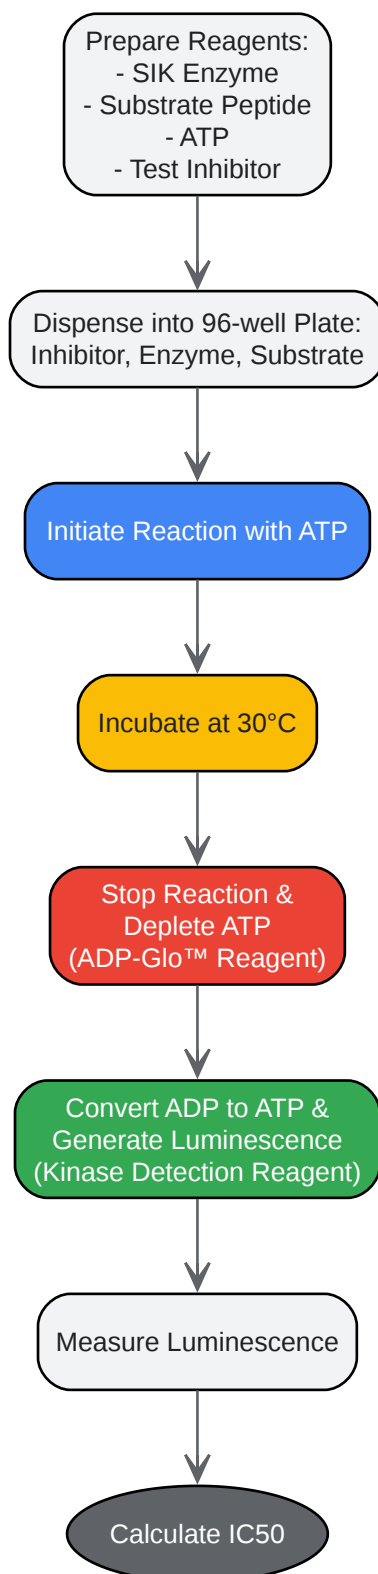 Prepare Reagents:
- SIK Enzyme
- Substrate Peptide
- ATP
- Test Inhibitor
Dispense into 96-well Plate:
Inhibitor, Enzyme, Substrate
Initiate Reaction with ATP
Incubate at 30°C
Stop Reaction &
Deplete ATP
(ADP-Glo™ Reagent)
Convert ADP to ATP &
Generate Luminescence
(Kinase Detection Reagent)
Measure Luminescence
Calculate IC50